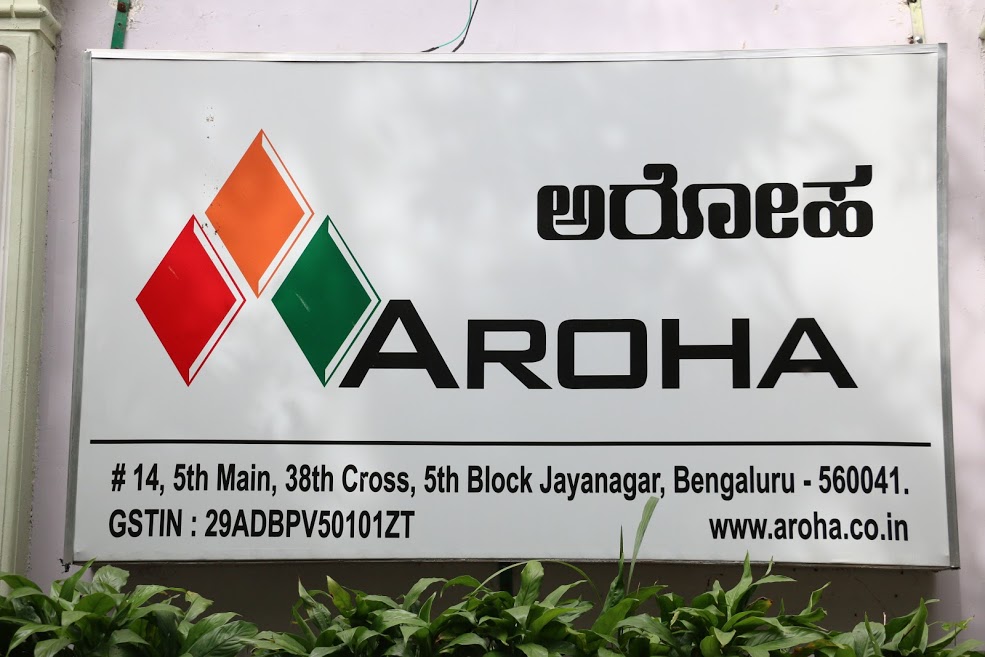 ಅರೋಹ
AROHA
# 14, 5th Main, 38th Cross, 5th Block Jayanagar, Bengaluru - 560041.
GSTIN : 29ADBPV50101ZT
www.aroha.co.in